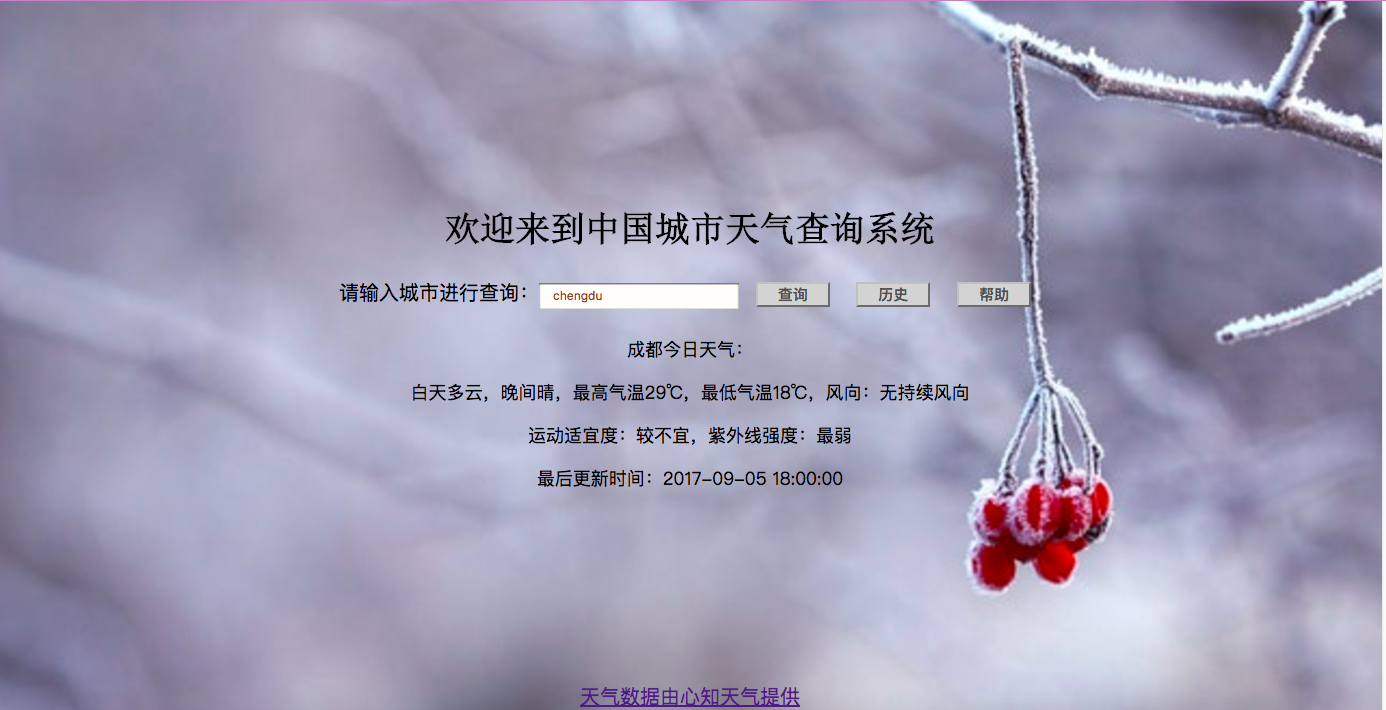 欢迎来到中国城市天气查询系统
请输入城市进行查询： chengdu 查询 历史 帮助
成都今日天气：
白天多云，晚间晴，最高气温29℃，最低气温18℃，风向：无持续风向
运动适宜度：较不宜，紫外线强度：最弱
最后更新时间：2017-09-05 18:00:00
天气数据由心知天气提供